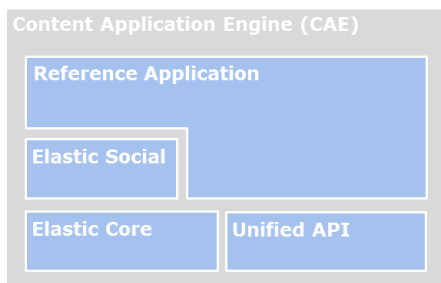 Content Application Engine (CAE)
Reference Application
Elastic Social
Elastic Core
Unified API